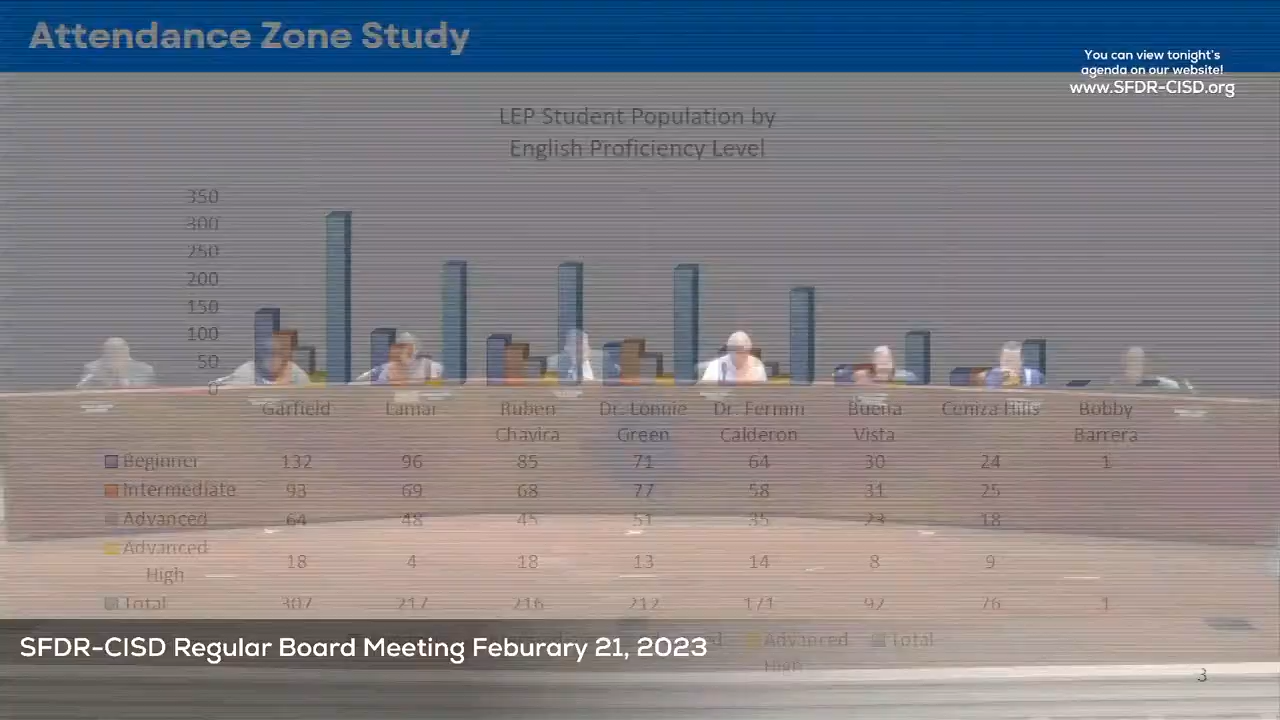 Attendance Zone Study
You can view tonight's
agenda on our website!
www.SFDR-CISD.org
LEP Student Population by
English Proficiency Level
350
300
250
200
150
100
50
0
Garfield Lamar Ruben Chavira Dr. Lonnie Green Dr. Fermin Calderon Buena Vista Ceniza Hills Bobby Barrera
Beginner 132 96 85 71 64 30 24 1
Intermediate 93 69 68 77 58 31 25
Advanced 64 48 45 51 35 23 18
Advanced High 18 4 18 13 14 8 9
Total 307 217 216 212 171 92 76 1
Advanced High Total
SFDR-CISD Regular Board Meeting Feburary 21, 2023
3